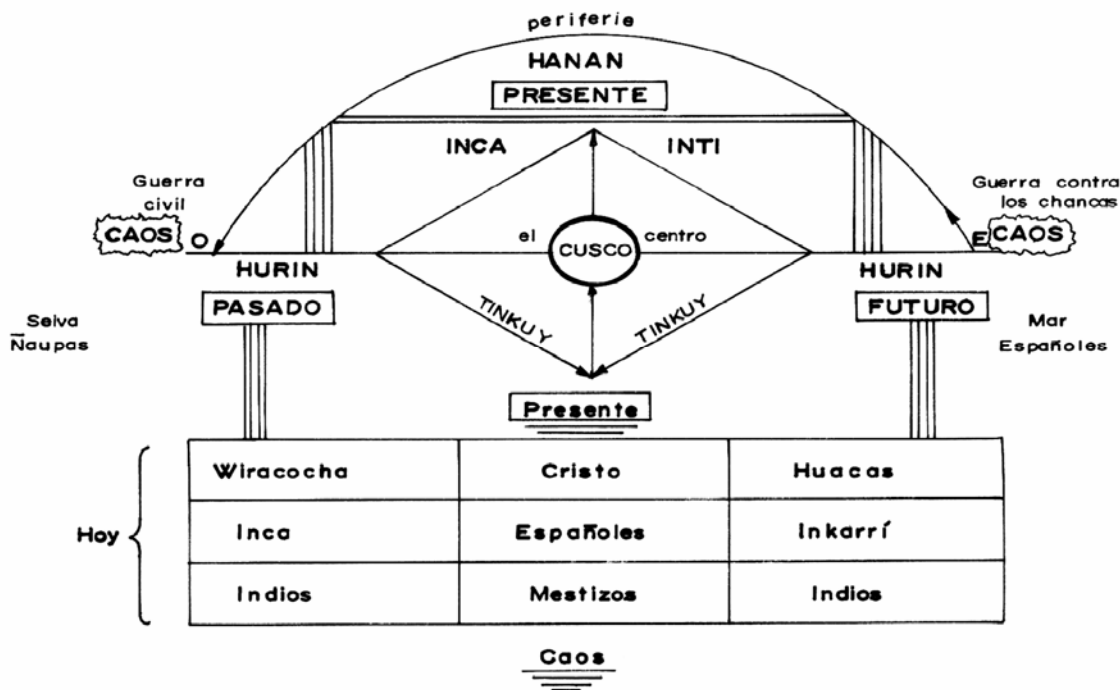 periferie
HANAN
PRESENTE
INCA INTI
Guerra
civil
CAOS O
Guerra contra
los chancas
E CAOS
el CUSCO centro
HURIN
PASADO
HURIN
FUTURO
TINKUY TINKUY
Selva
Ñaupas
Mar
Españoles
Presente
Hoy
Wiracocha Cristo Huacas
Inca Españoles Inkarrí
Indios Mestizos Indios
Caos